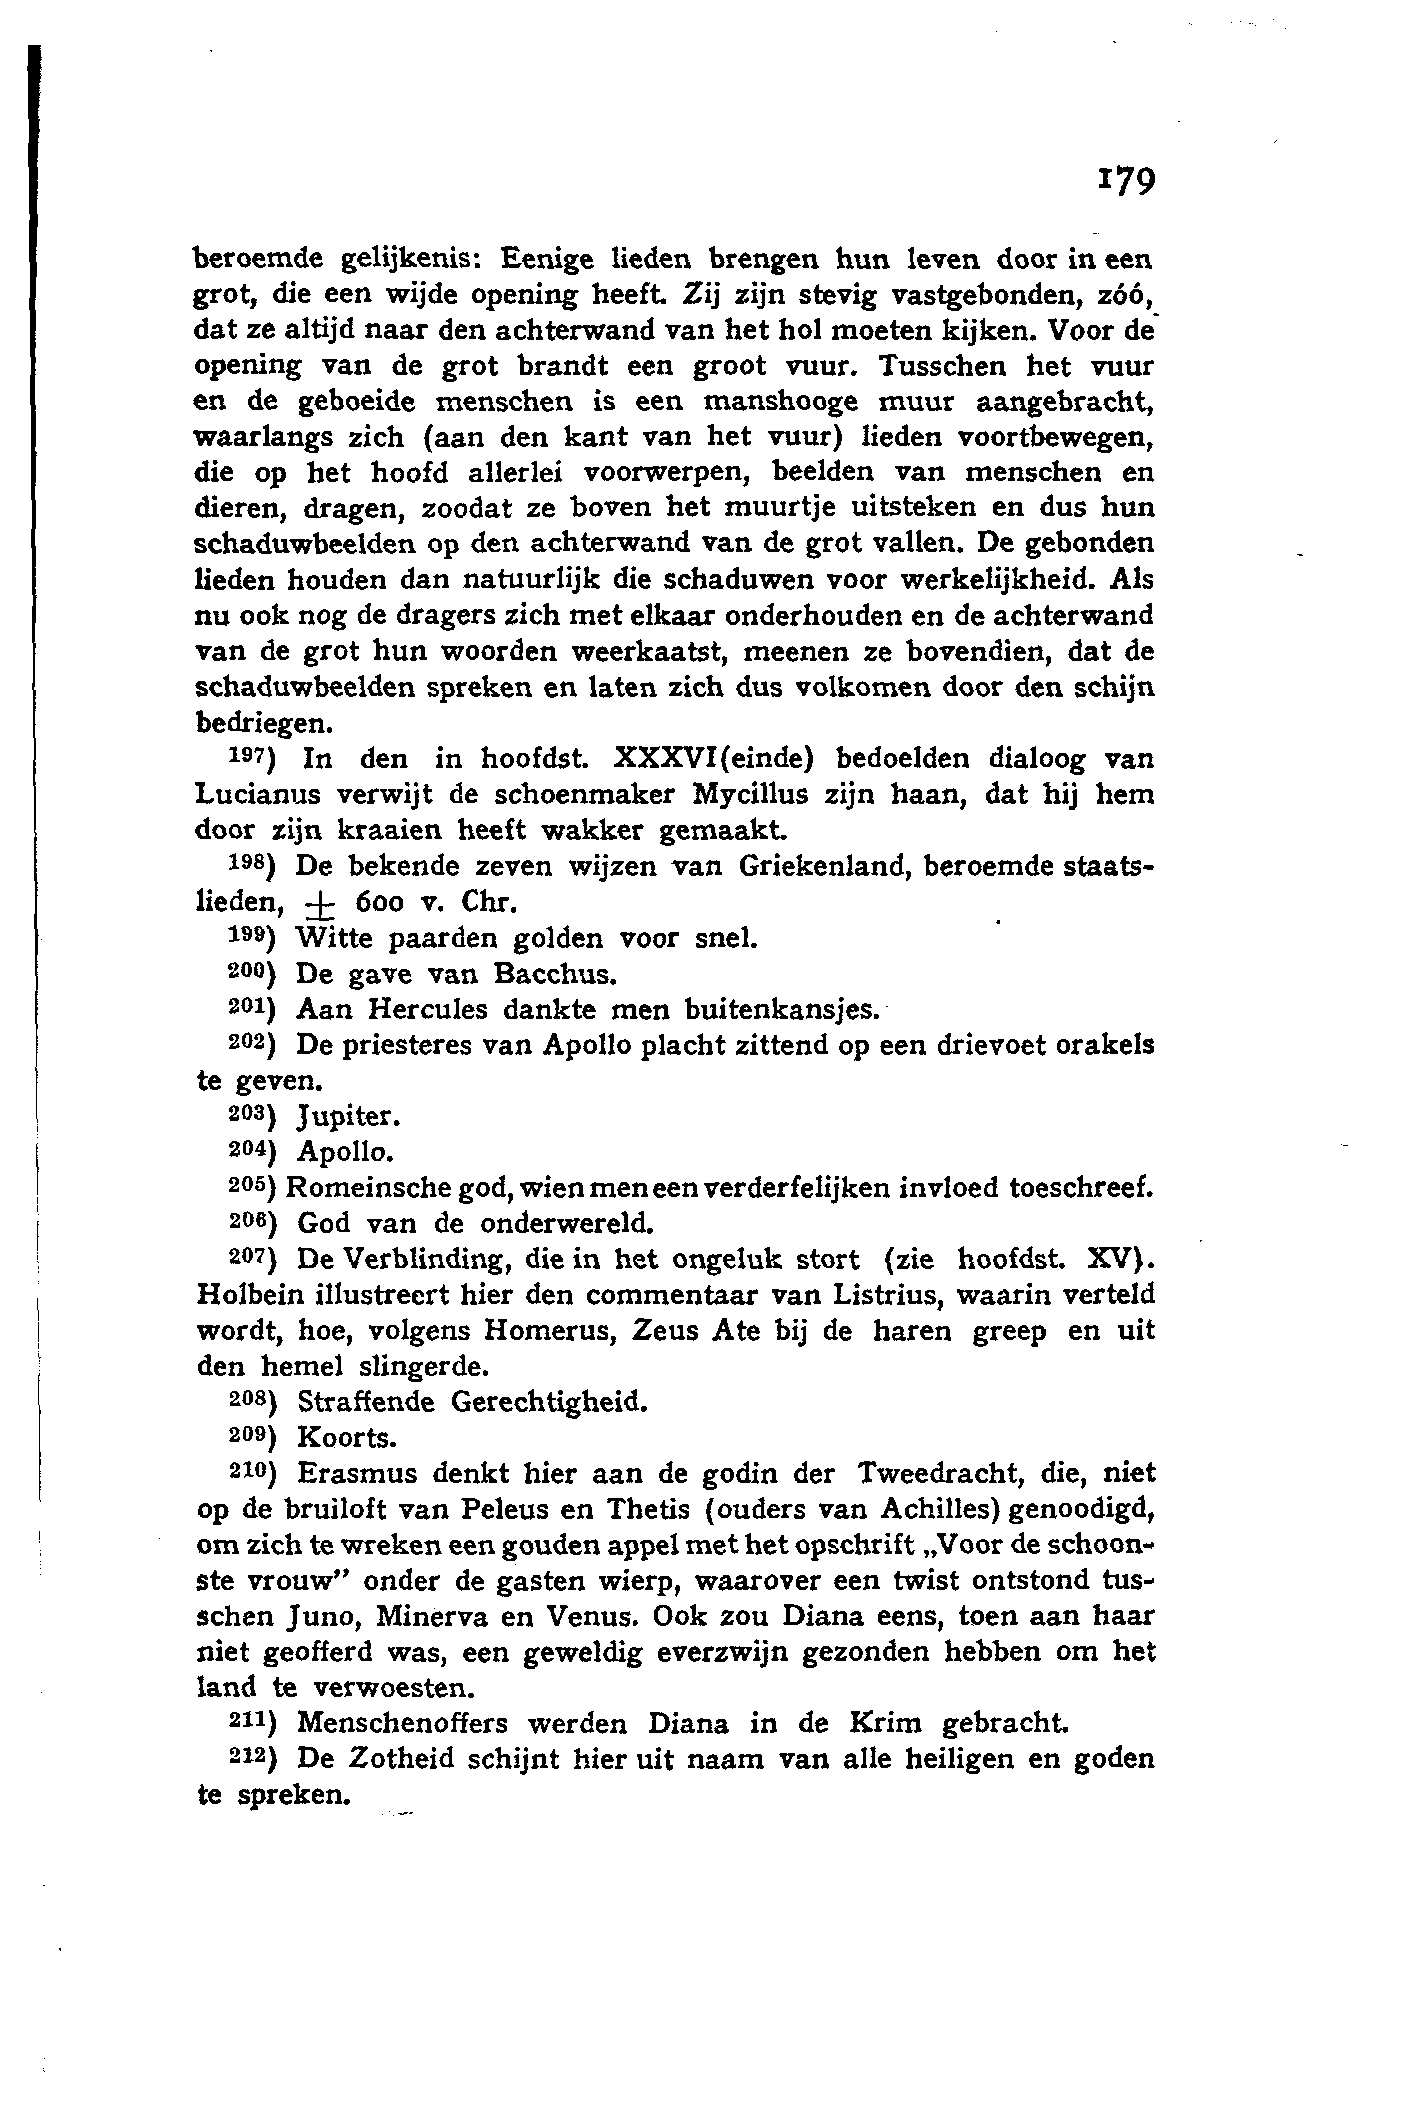 179
beroemde gelijkenis: Eenige lieden brengen hun leven door in een
grot, die een wijde opening heeft. Zij zijn stevig vastgebonden, zóó,
dat ze altijd naar den achterwand van het hol moeten kijken. Voor de
opening van de grot brandt een groot vuur. Tusschen het vuur
en de geboeide menschen is een manshooge muur aangebracht,
waarlangs zich (aan den kant van het vuur) lieden voortbewegen,
die op het hoofd allerlei voorwerpen, beelden van menschen en
dieren, dragen, zoodat ze boven het muurtje uitsteken en dus hun
schaduwbeelden op den achterwand van de grot vallen. De gebonden
lieden houden dan natuurlijk die schaduwen voor werkelijkheid. Als
nu ook nog de dragers zich met elkaar onderhouden en de achterwand
van de grot hun woorden weerkaatst, meenen ze bovendien, dat de
schaduwbeelden spreken en laten zich dus volkomen door den schijn
bedriegen.
197) In den in hoofdst. XXXVI(einde) bedoelden dialoog van
Lucianus verwijt de schoenmaker Mycillus zijn haan, dat hij hem
door zijn kraaien heeft wakker gemaakt.
198) De bekende zeven wijzen van Griekenland, beroemde staats-
lieden, ± 600 v. Chr.
199) Witte paarden golden voor snel.
200) De gave van Bacchus.
201) Aan Hercules dankte men buitenkansjes.
202) De priesteres van Apollo placht zittend op een drievoet orakels
te geven.
203) Jupiter.
204) Apollo.
205) Romeinsche god, wien men een verderfelijken invloed toeschreef.
206) God van de onderwereld.
207) De Verblinding, die in het ongeluk stort (zie hoofdst. XV).
Holbein illustreert hier den commentaar van Listrius, waarin verteld
wordt, hoe, volgens Homerus, Zeus Ate bij de haren greep en uit
den hemel slingerde.
208) Straffende Gerechtigheid.
209) Koorts.
210) Erasmus denkt hier aan de godin der Tweedracht, die, niet
op de bruiloft van Peleus en Thetis (ouders van Achilles) genoodigd,
om zich te wreken een gouden appel met het opschrift „Voor de schoon-
ste vrouw” onder de gasten wierp, waarover een twist ontstond tus-
schen Juno, Minerva en Venus. Ook zou Diana eens, toen aan haar
niet geofferd was, een geweldig everzwijn gezonden hebben om het
land te verwoesten.
211) Menschenoffers werden Diana in de Krim gebracht.
212) De Zotheid schijnt hier uit naam van alle heiligen en goden
te spreken.